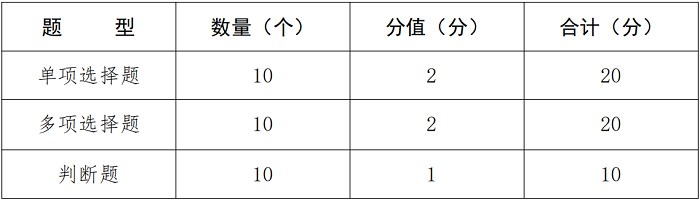 题 型 数量（个） 分值（分） 合计（分）
单项选择题 10 2 20
多项选择题 10 2 20
判断题 10 1 10